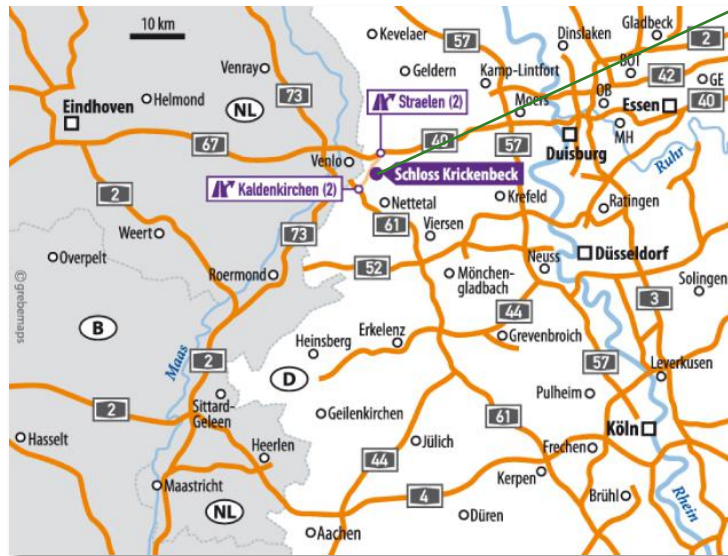 10 km
Kevelaer
57
Dinslaken
Gladbeck
2
Venray
Geldern
Kamp-Lintfort
BOT
42
GE
Helmond
NL
73
Straelen (2)
Moers
OB
Essen
40
Eindhoven
67
40
57
Duisburg
MH
Venlo
Schloss Krickenbeck
Ruhr
2
Kaldenkirchen (2)
Nettetal
Krefeld
Ratingen
61
Viersen
Weert
73
Neuss
Düsseldorf
Overpelt
Roermond
52
Mönchen-
gladbach
Solingen
©grebemaps
44
3
B
Maas
Heinsberg
Erkelenz
Grevenbroich
2
D
57
Leverkusen
2
Sittard-
Geleen
Geilenkirchen
61
Pulheim
Hasselt
Heerlen
44
Jülich
Frechen
Köln
Maastricht
Kerpen
NL
4
Düren
Brühl
Rhein
Aachen